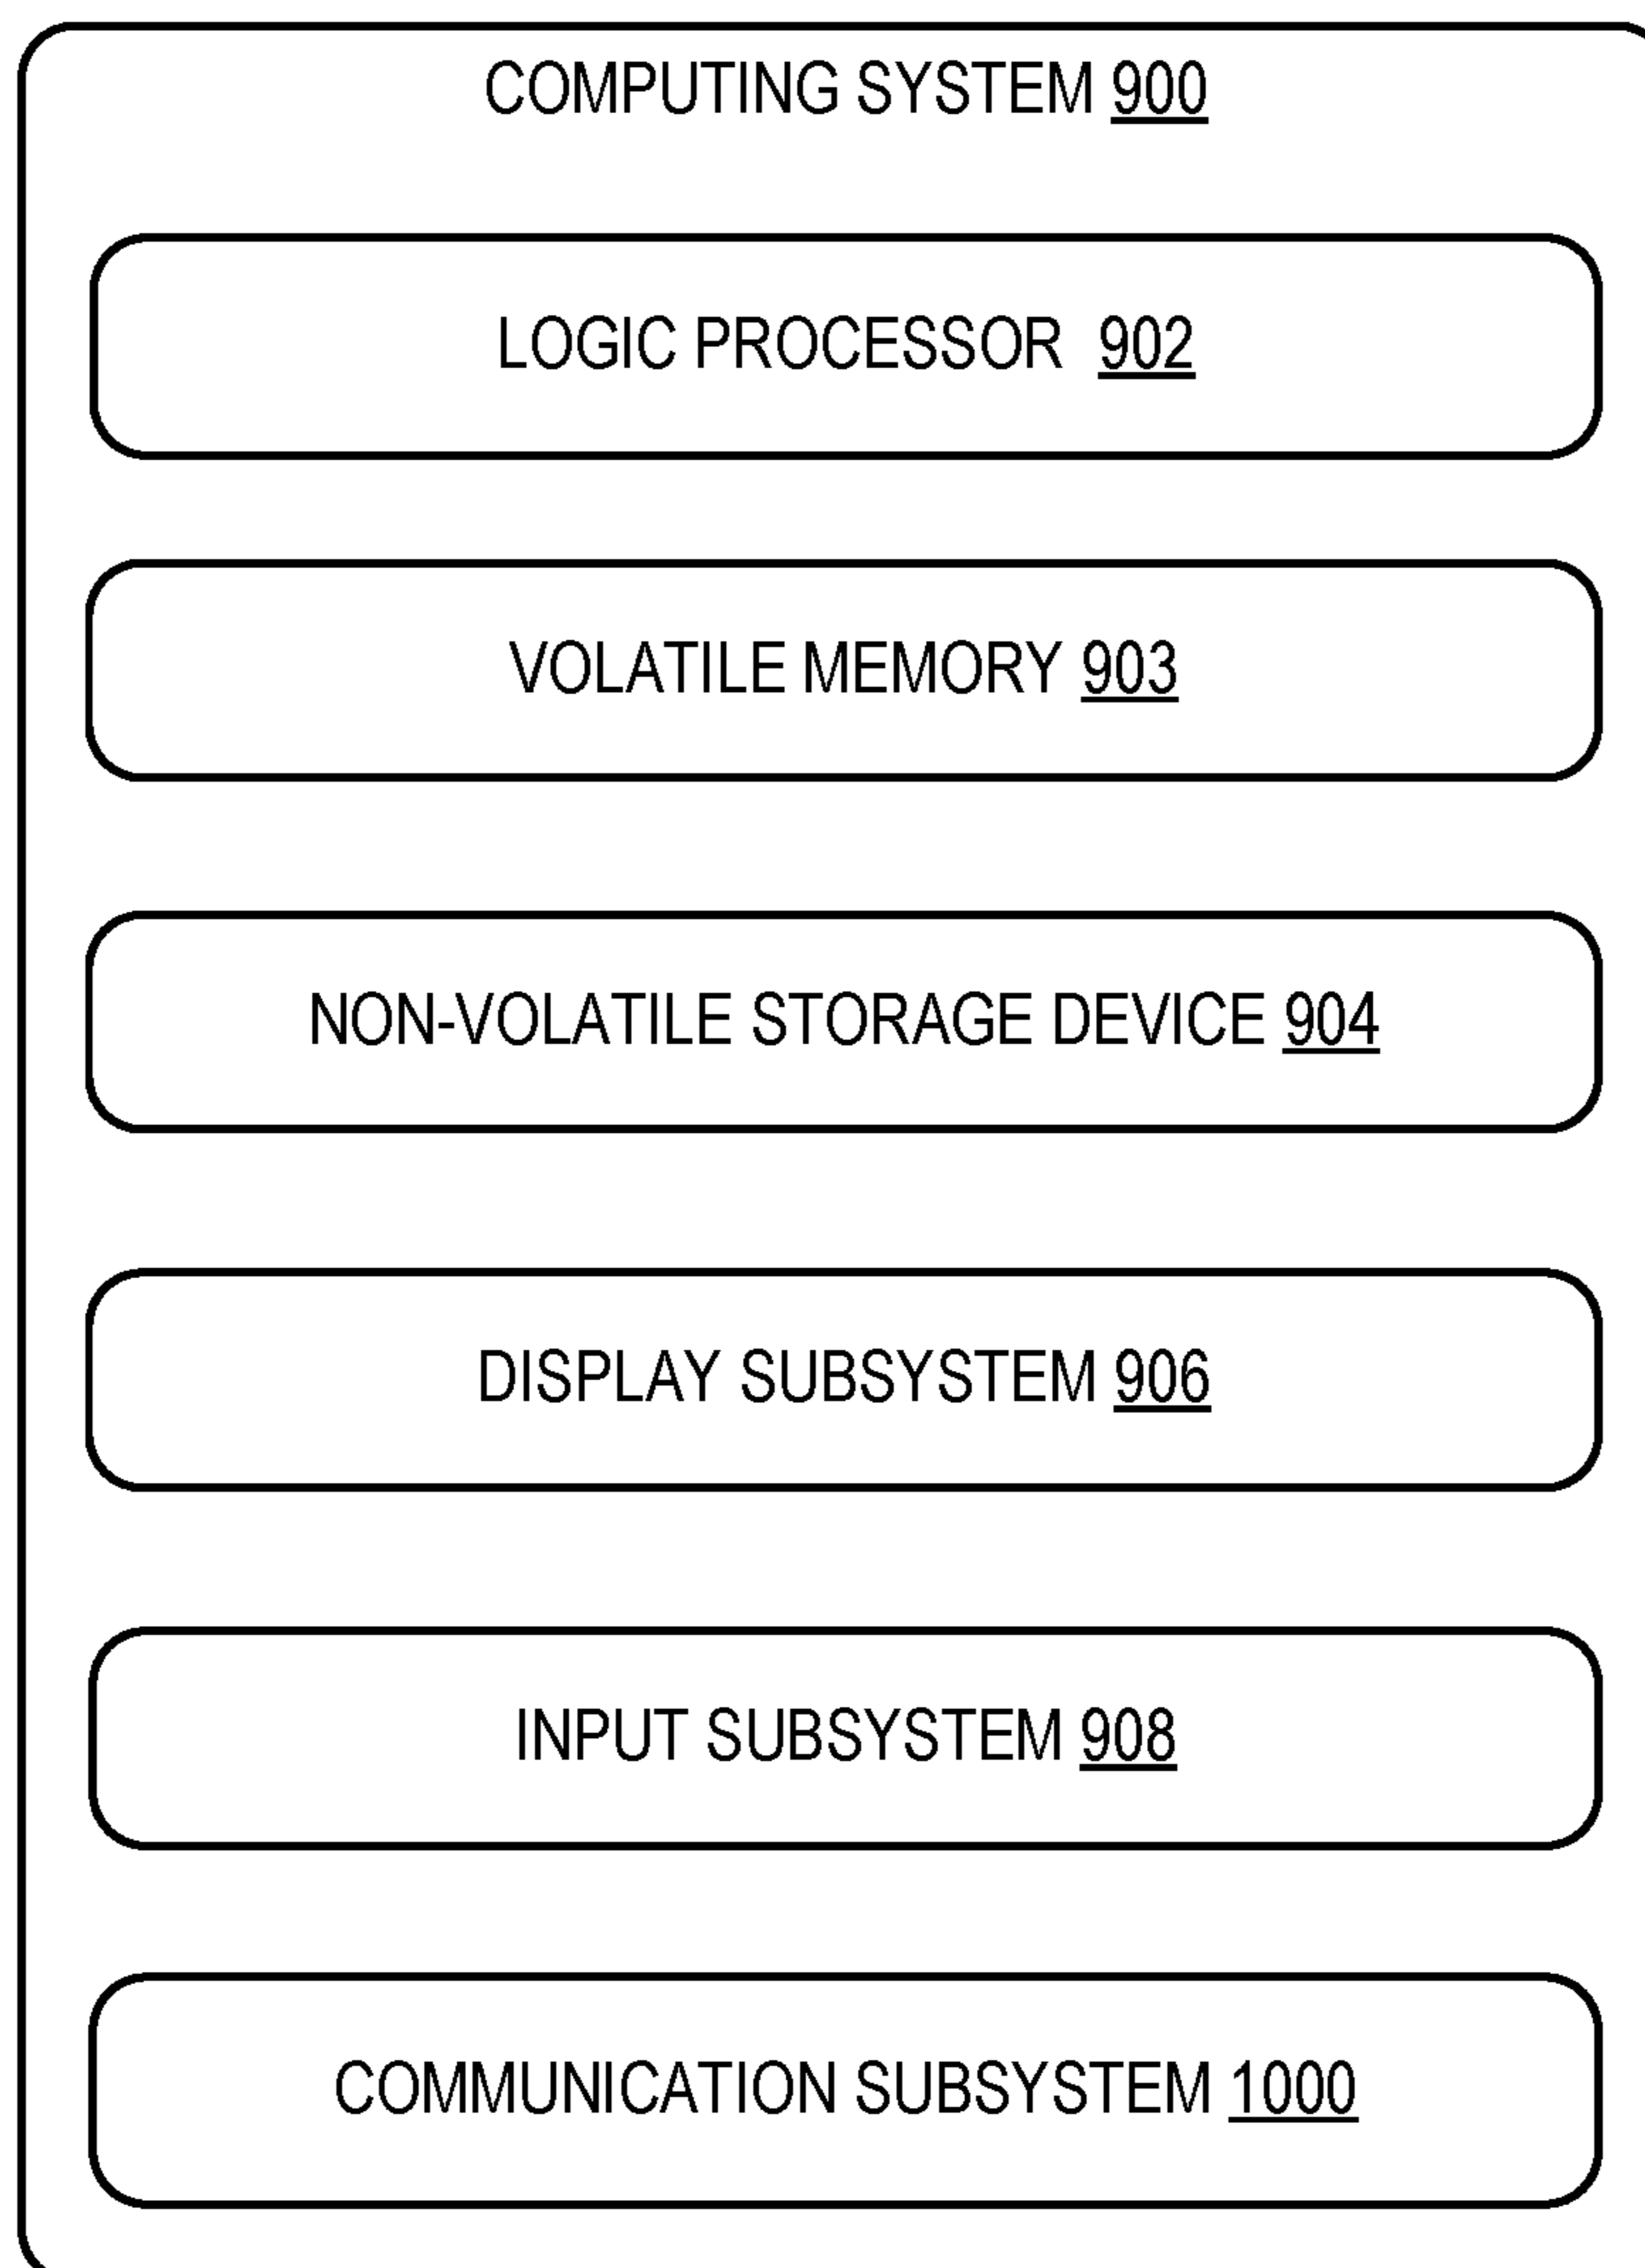 COMPUTING SYSTEM 900
LOGIC PROCESSOR 902
VOLATILE MEMORY 903
NON-VOLATILE STORAGE DEVICE 904
DISPLAY SUBSYSTEM 906
INPUT SUBSYSTEM 908
COMMUNICATION SUBSYSTEM 1000